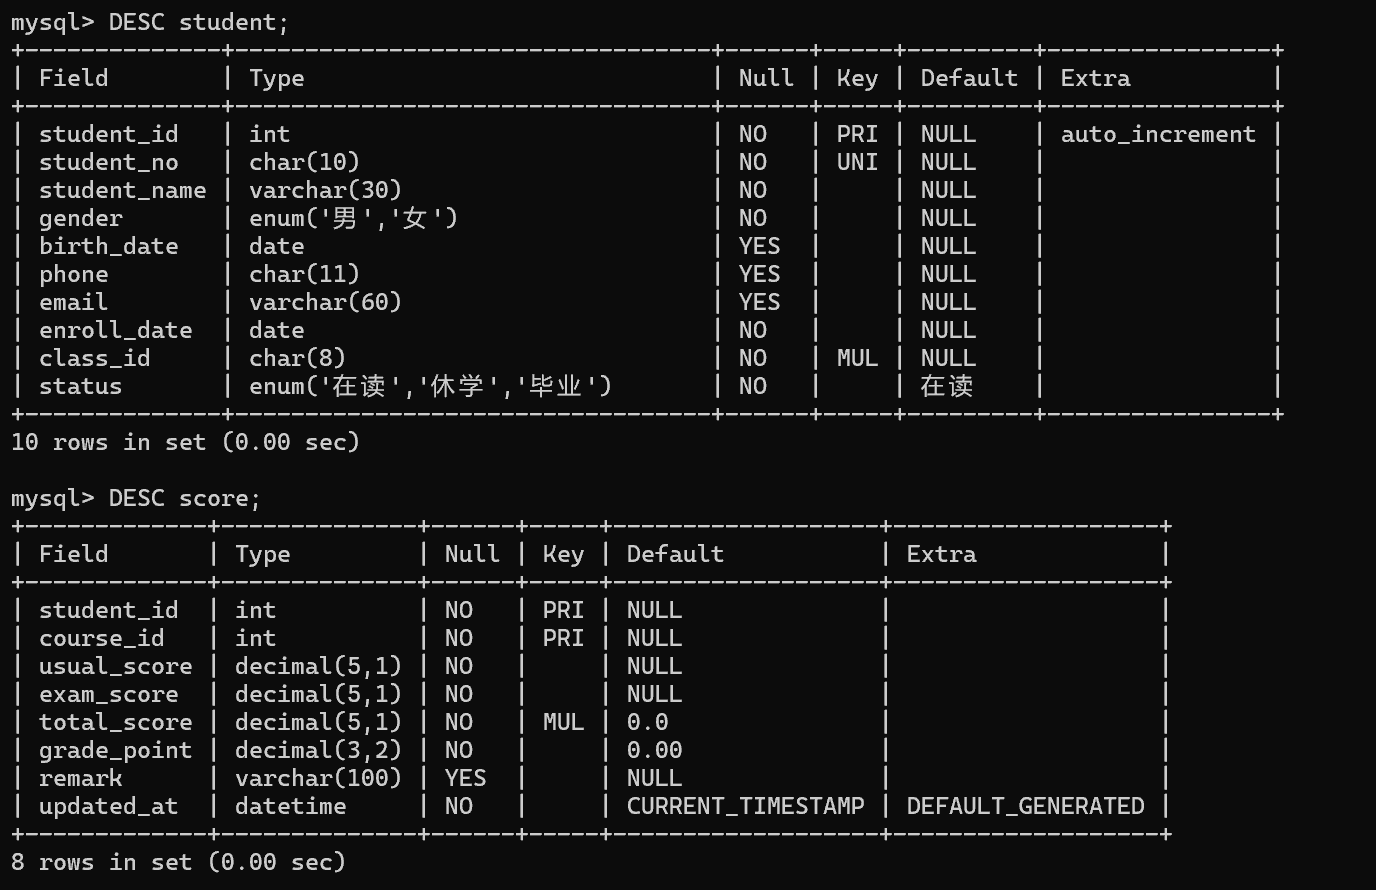 mysql> DESC student;
+--------------+----------------------------------+------+-----+---------+----------------+
| Field        | Type                             | Null | Key | Default | Extra          |
+--------------+----------------------------------+------+-----+---------+----------------+
| student_id   | int                              | NO   | PRI | NULL    | auto_increment |
| student_no   | char(10)                         | NO   | UNI | NULL    |                |
| student_name | varchar(30)                      | NO   |     | NULL    |                |
| gender       | enum('男','女')                  | NO   |     | NULL    |                |
| birth_date   | date                             | YES  |     | NULL    |                |
| phone        | char(11)                         | YES  |     | NULL    |                |
| email        | varchar(60)                      | YES  |     | NULL    |                |
| enroll_date  | date                             | NO   |     | NULL    |                |
| class_id     | char(8)                          | NO   | MUL | NULL    |                |
| status       | enum('在读','休学','毕业')       | NO   |     | 在读    |                |
+--------------+----------------------------------+------+-----+---------+----------------+
10 rows in set (0.00 sec)

mysql> DESC score;
+-------------+--------------+------+-----+-------------------+-------------------+
| Field       | Type         | Null | Key | Default           | Extra             |
+-------------+--------------+------+-----+-------------------+-------------------+
| student_id  | int          | NO   | PRI | NULL              |                   |
| course_id   | int          | NO   | PRI | NULL              |                   |
| usual_score | decimal(5,1) | NO   |     | NULL              |                   |
| exam_score  | decimal(5,1) | NO   |     | NULL              |                   |
| total_score | decimal(5,1) | NO   | MUL | 0.0               |                   |
| grade_point | decimal(3,2) | NO   |     | 0.00              |                   |
| remark      | varchar(100) | YES  |     | NULL              |                   |
| updated_at  | datetime     | NO   |     | CURRENT_TIMESTAMP | DEFAULT_GENERATED |
+-------------+--------------+------+-----+-------------------+-------------------+
8 rows in set (0.00 sec)